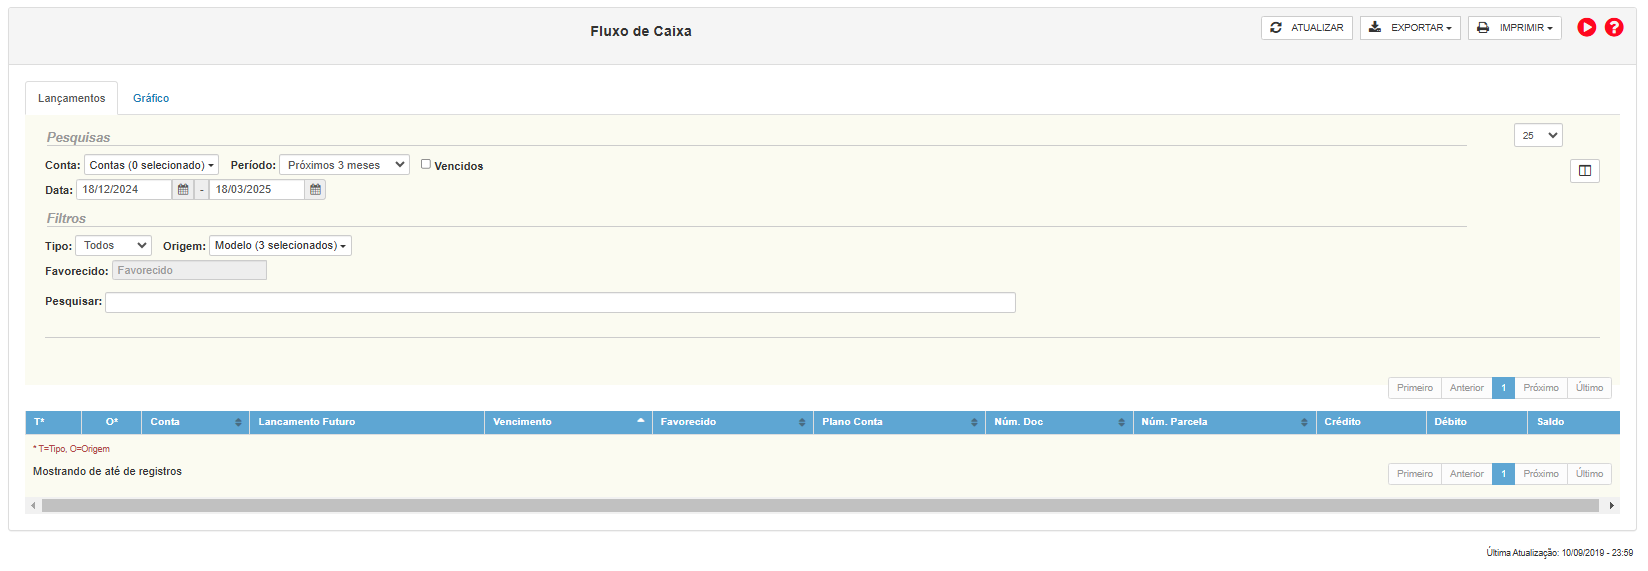 Fluxo de Caixa
ATUALIZAR EXPORTAR IMPRIMIR
Lançamentos Gráfico
Pesquisas
25
Conta: Contas (0 selecionado) Período: Próximos 3 meses Vencidos
Data: 18/12/2024 - 18/03/2025
Filtros
Tipo: Todos Origem: Modelo (3 selecionados)
Favorecido: Favorecido
Pesquisar:
Primeiro Anterior 1 Próximo Último
T* O* Conta Lancamento Futuro Vencimento Favorecido Plano Conta Núm. Doc Núm. Parcela Crédito Débito Saldo
* T=Tipo, O=Origem
Mostrando de até de registros
Primeiro Anterior 1 Próximo Último
Última Atualização: 10/09/2019 - 23:59